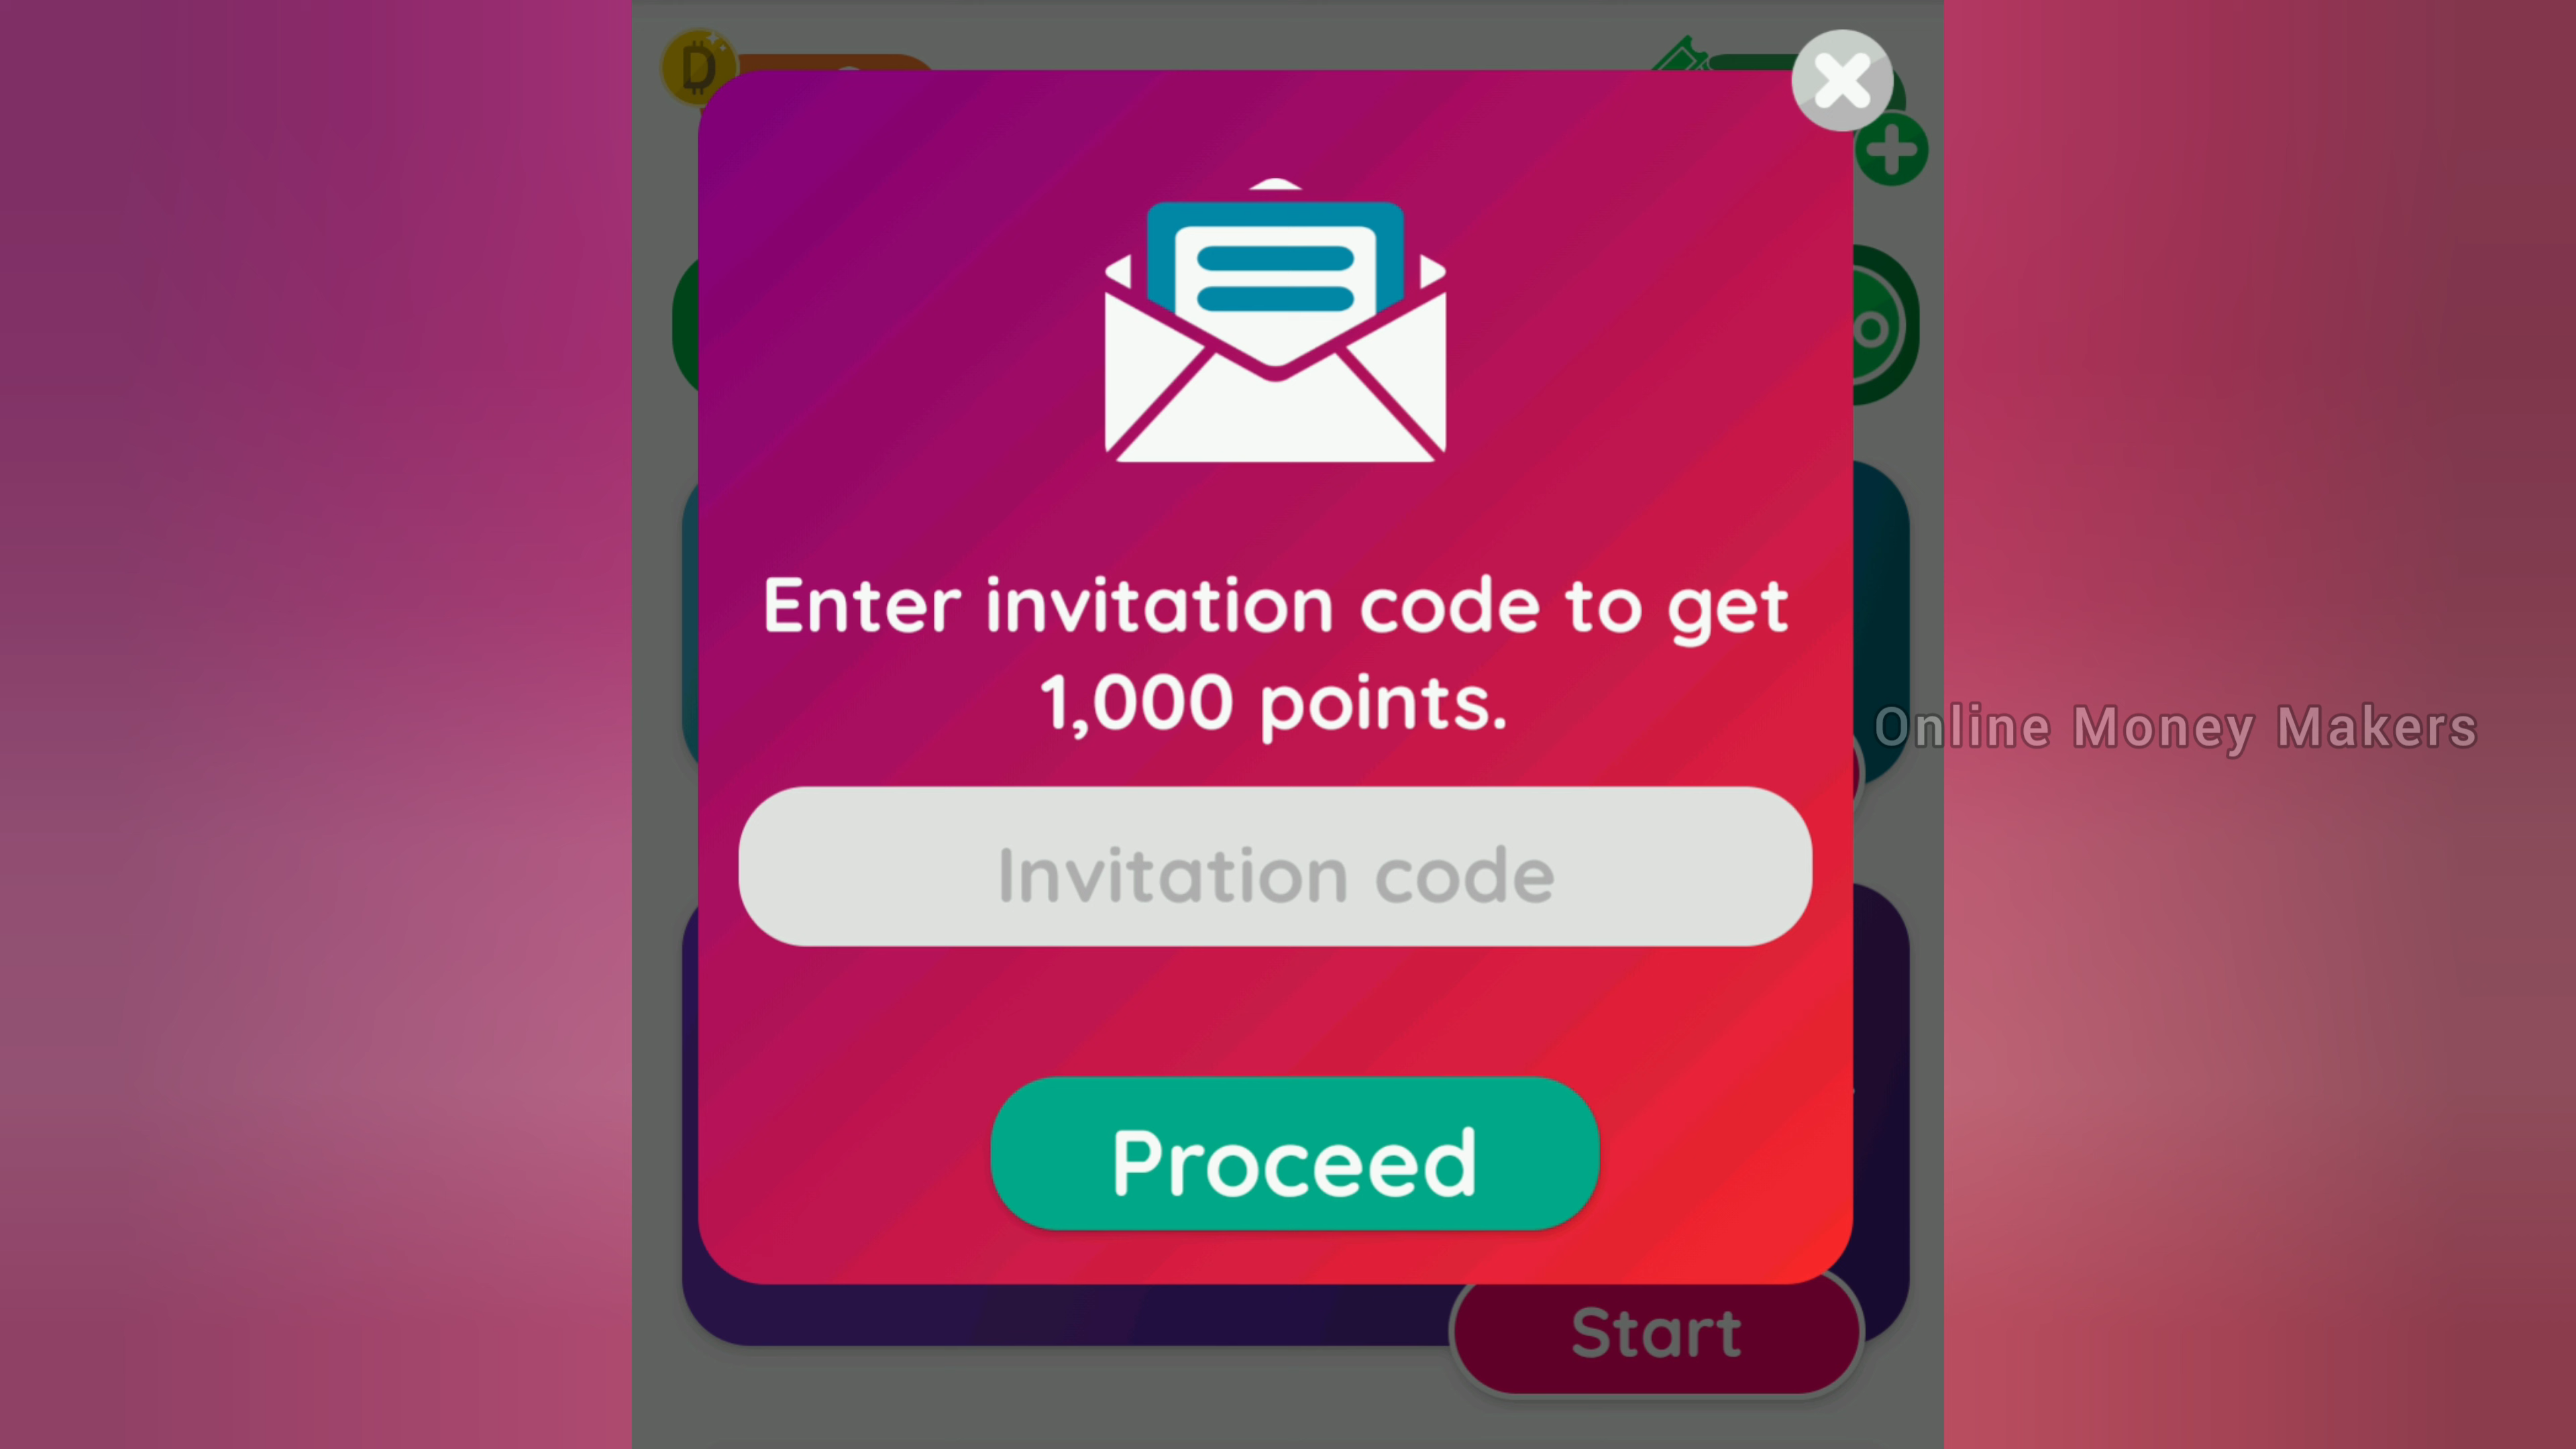 Enter invitation code to get
1,000 points.
Online Money Makers
Invitation code
Proceed
Start